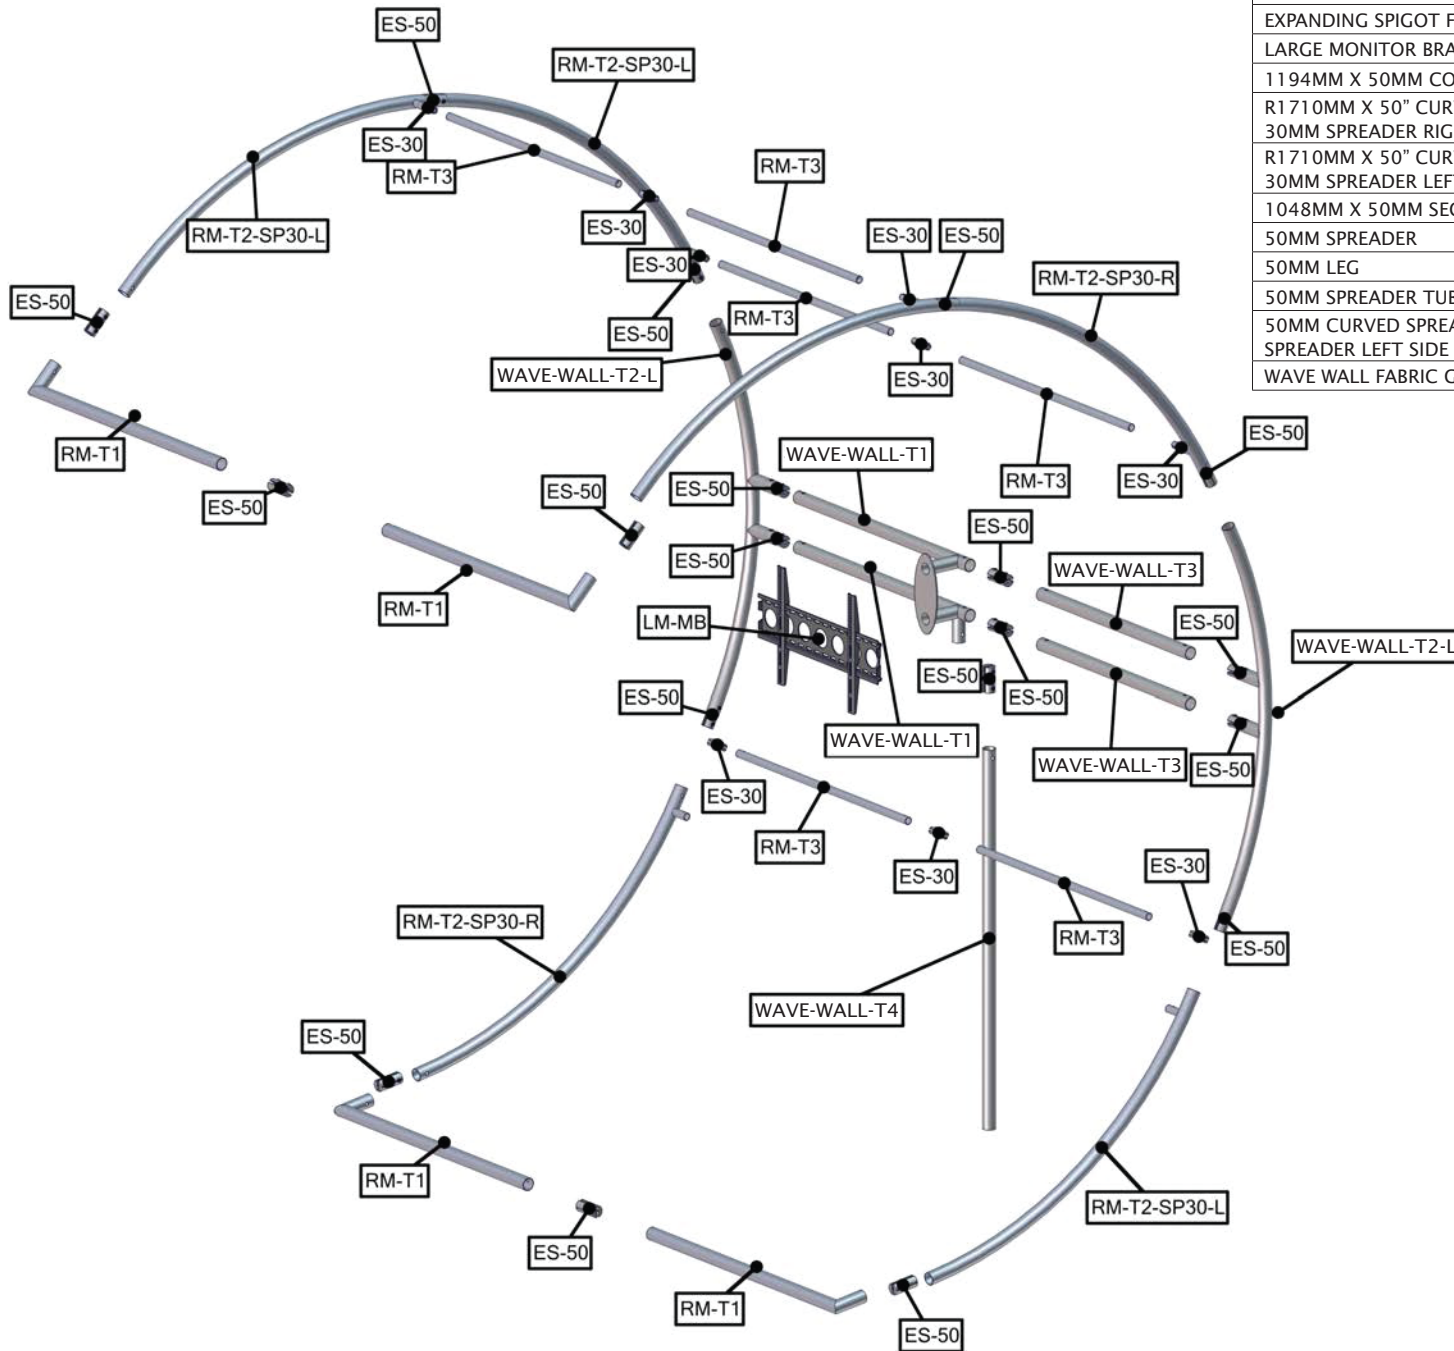 EXPANDING SPIGOT F
LARGE MONITOR BRA
1194MM X 50MM CO
R1710MM X 50" CUR
30MM SPREADER RIG
R1710MM X 50" CUR
30MM SPREADER LEF
1048MM X 50MM SE
50MM SPREADER
50MM LEG
50MM SPREADER TU
50MM CURVED SPREA
SPREADER LEFT SIDE
WAVE WALL FABRIC
ES-50
RM-T2-SP30-L
ES-30
RM-T3
RM-T3
RM-T2-SP30-L
ES-30
ES-30
ES-50
ES-30
RM-T2-SP30-R
ES-50
RM-T3
ES-50
WAVE-WALL-T2-L
ES-30
RM-T1
ES-50
WAVE-WALL-T1
RM-T3
ES-30
ES-50
ES-50
ES-50
ES-50
ES-50
WAVE-WALL-T3
RM-T1
LM-MB
ES-50
WAVE-WALL-T2-L
ES-50
ES-50
ES-50
WAVE-WALL-T1
WAVE-WALL-T3
ES-50
ES-30
RM-T3
ES-30
ES-30
RM-T2-SP30-R
RM-T3
ES-50
WAVE-WALL-T4
ES-50
RM-T1
RM-T2-SP30-L
ES-50
RM-T1
ES-50